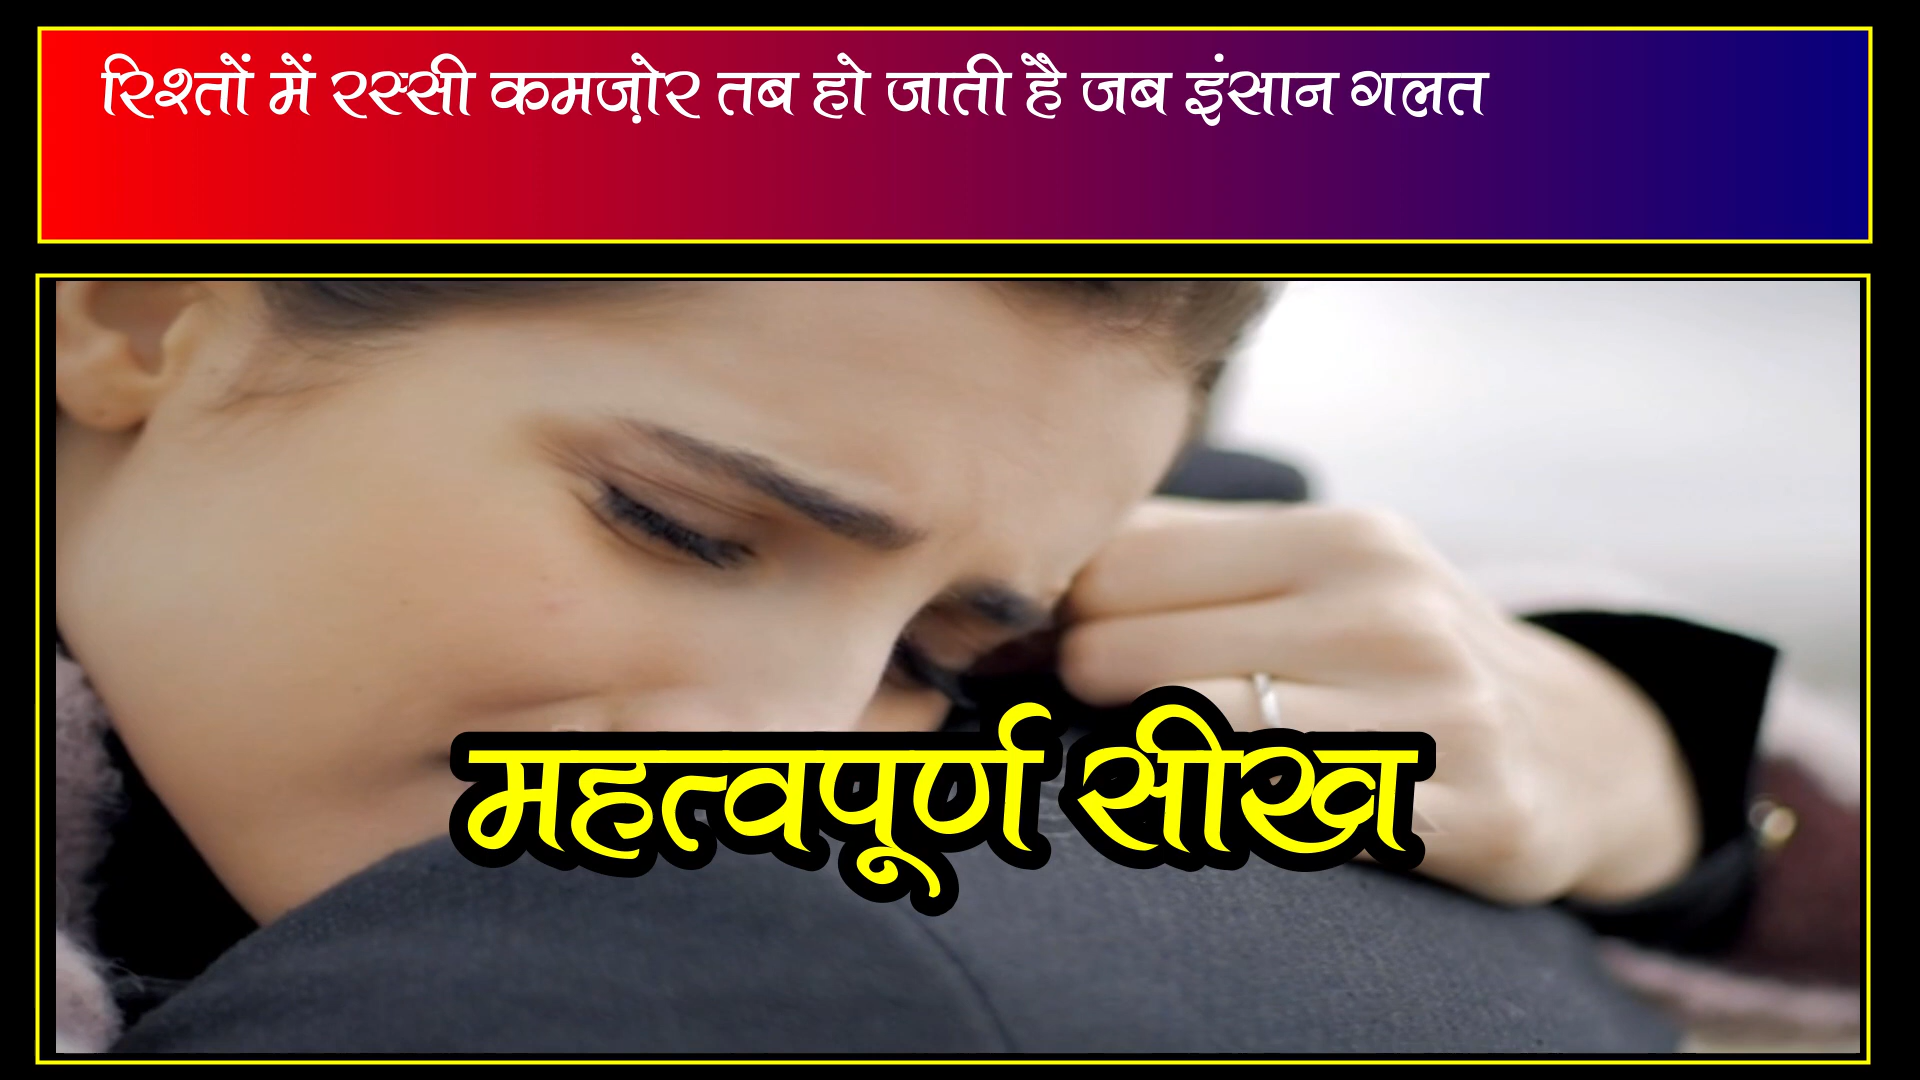 रिश्तों में रस्सी कमज़ोर तब हो जाती है जब इंसान गलत
महत्वपूर्ण सीख